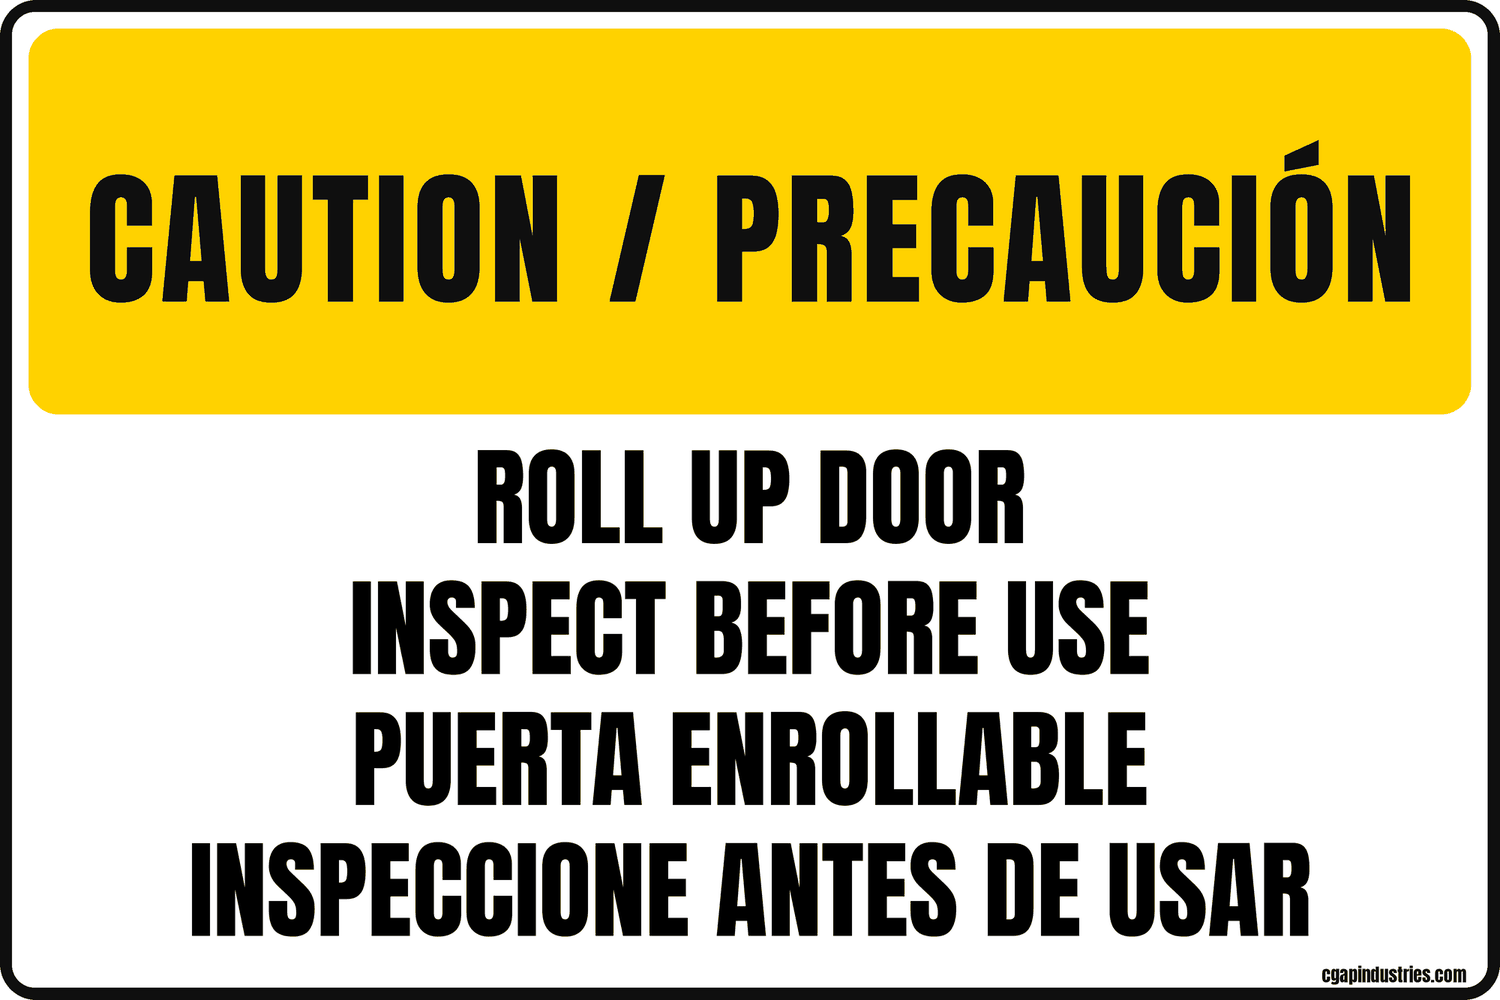 CAUTION / PRECAUCIÓN
ROLL UP DOOR
INSPECT BEFORE USE
PUERTA ENROLLABLE
INSPECCIONE ANTES DE USAR
cgapindustries.com